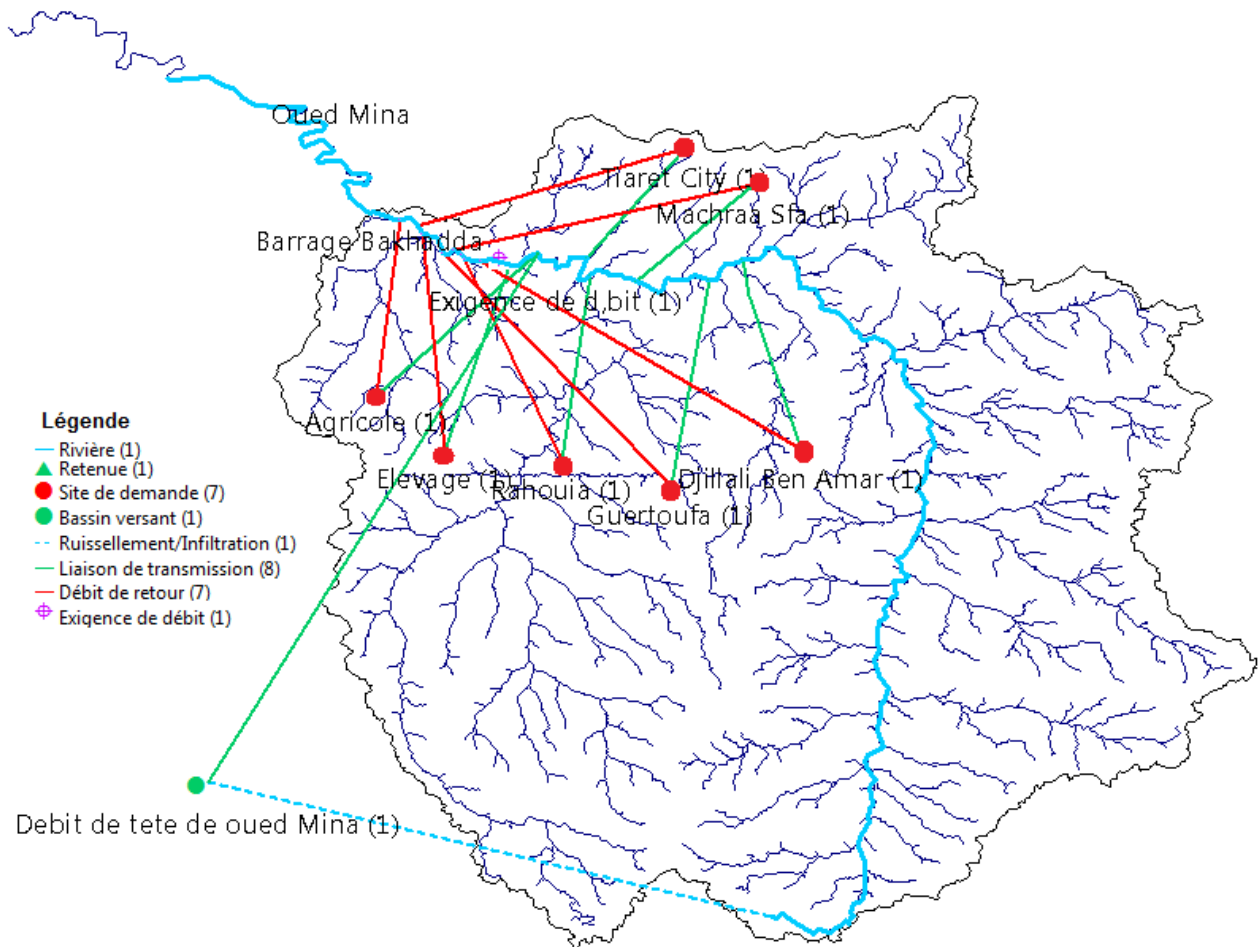 Oued Mina
Tiaret City (1)
Machraa Sfa (1)
Barrage Bakhadda
Exigence de d,bit (1)
Agricole (1)
Elevage (1)
Rahouia (1)
Djillali Ben Amar (1)
Guertoufa (1)
Légende
Rivière (1)
Retenue (1)
Site de demande (7)
Bassin versant (1)
Ruissellement/Infiltration (1)
Liaison de transmission (8)
Débit de retour (7)
Exigence de débit (1)
Debit de tete de oued Mina (1)